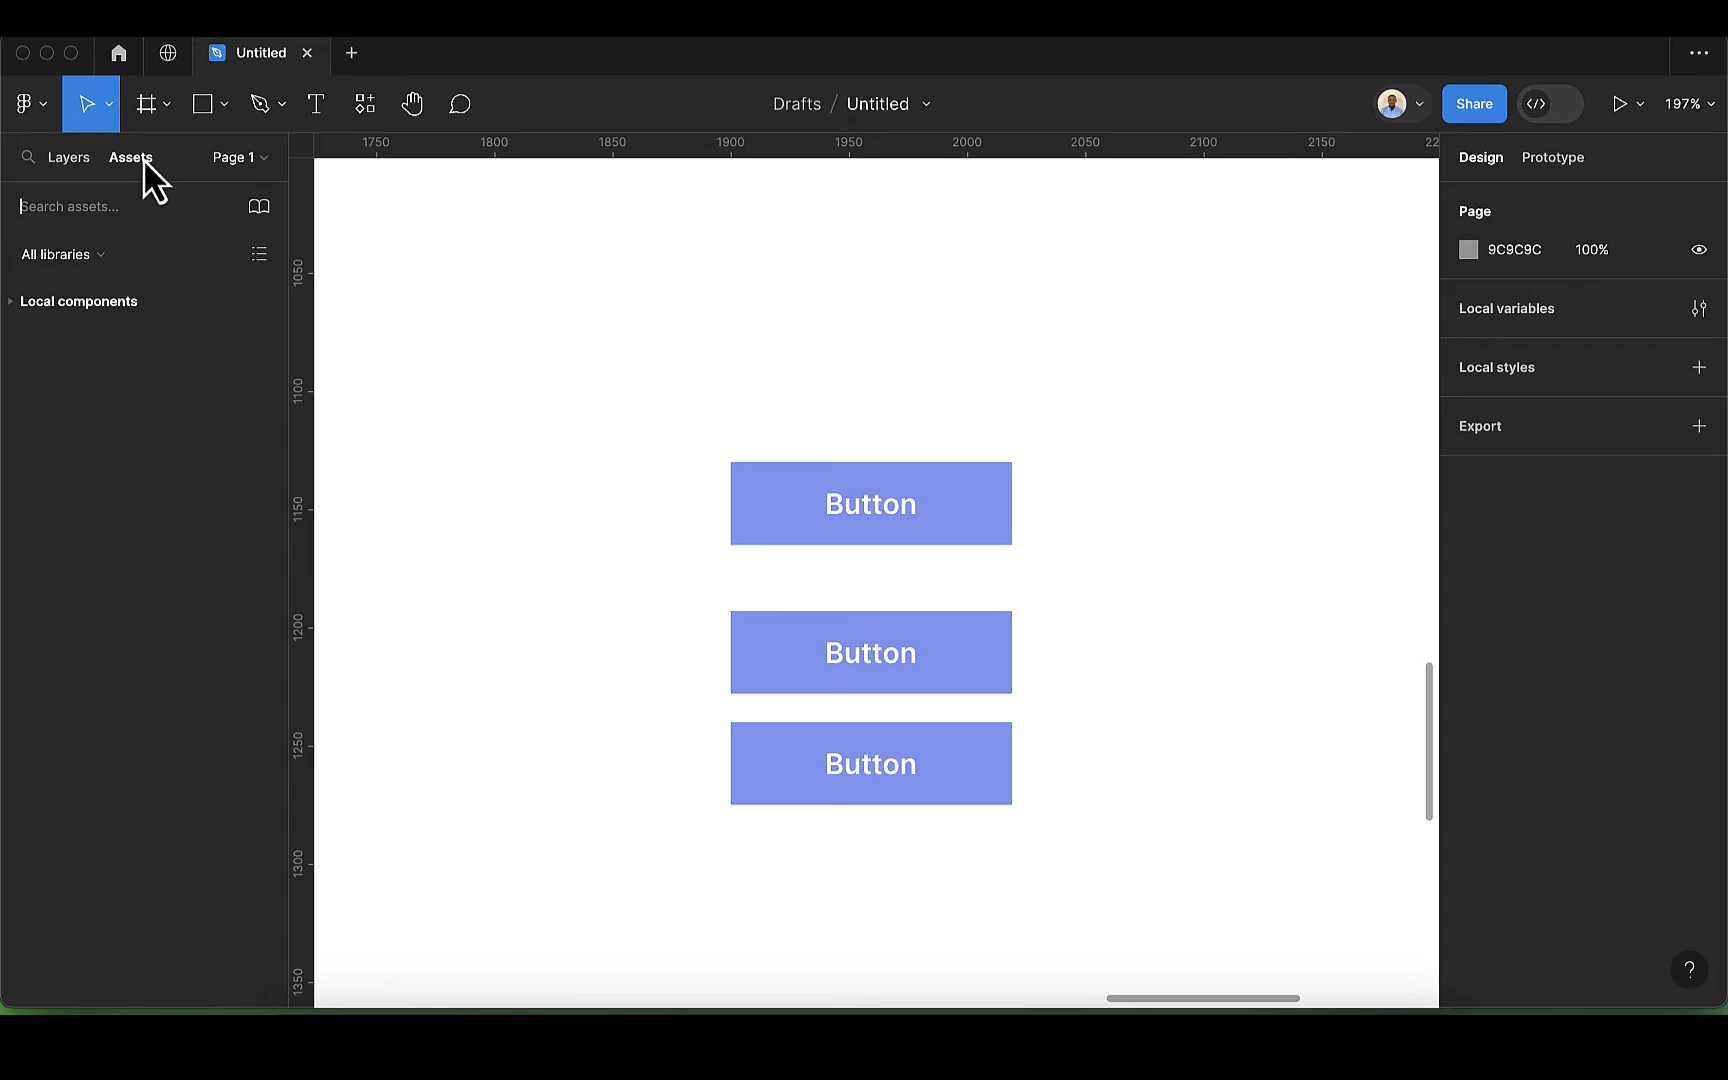 Untitled
Drafts / Untitled
Share
197%
Layers Assets Page 1
Search assets...
All libraries
Local components
1750 1800 1850 1900 1950 2000 2050 2100 2150 22
1050
1100
1150
1200
1250
1300
1350
Button
Button
Button
Design Prototype
Page
9C9C9C 100%
Local variables
Local styles
Export
?